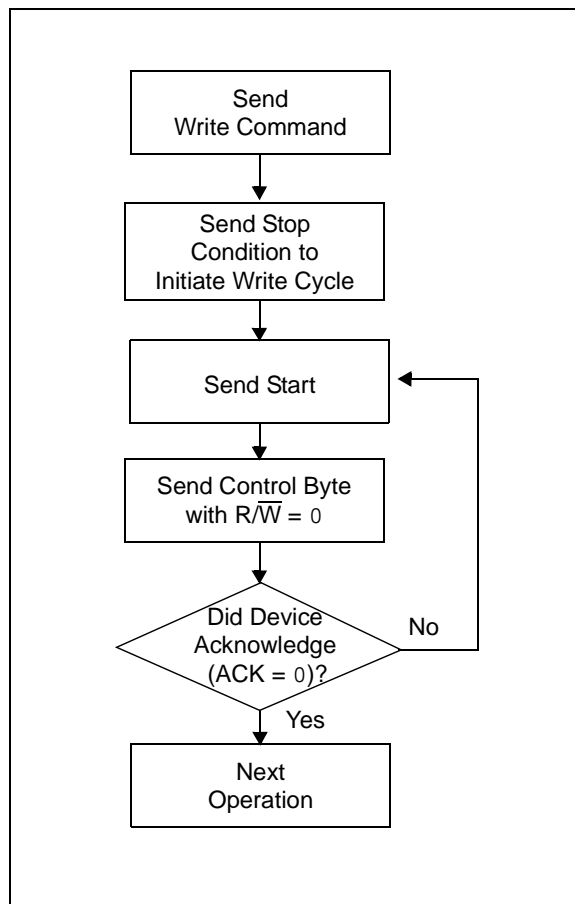 Send
Write Command
Send Stop
Condition to
Initiate Write Cycle
Send Start
Send Control Byte
with R/W̅ = 0
Did Device
Acknowledge
(ACK = 0)?
No
Yes
Next
Operation